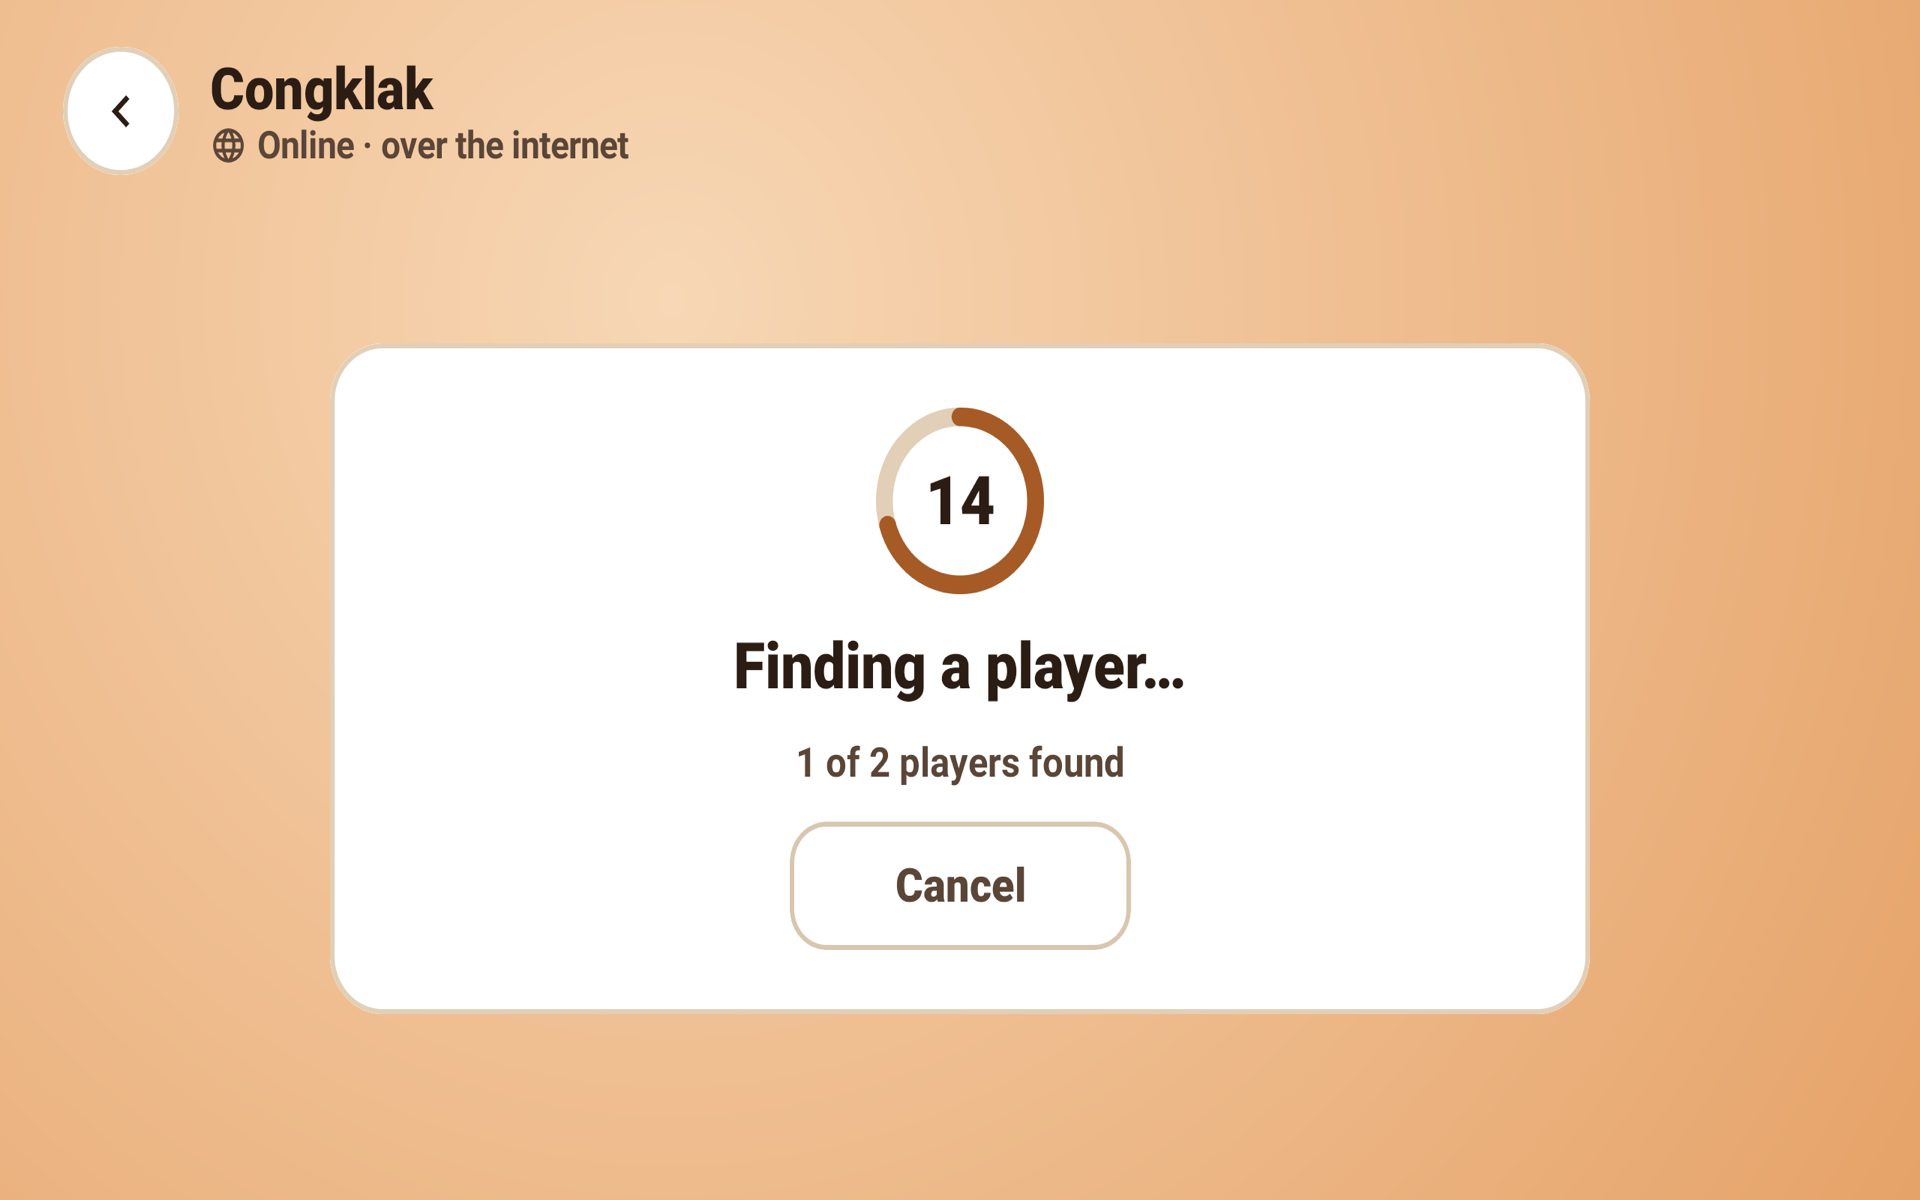 Congklak
Online · over the internet
14
Finding a player...
1 of 2 players found
Cancel